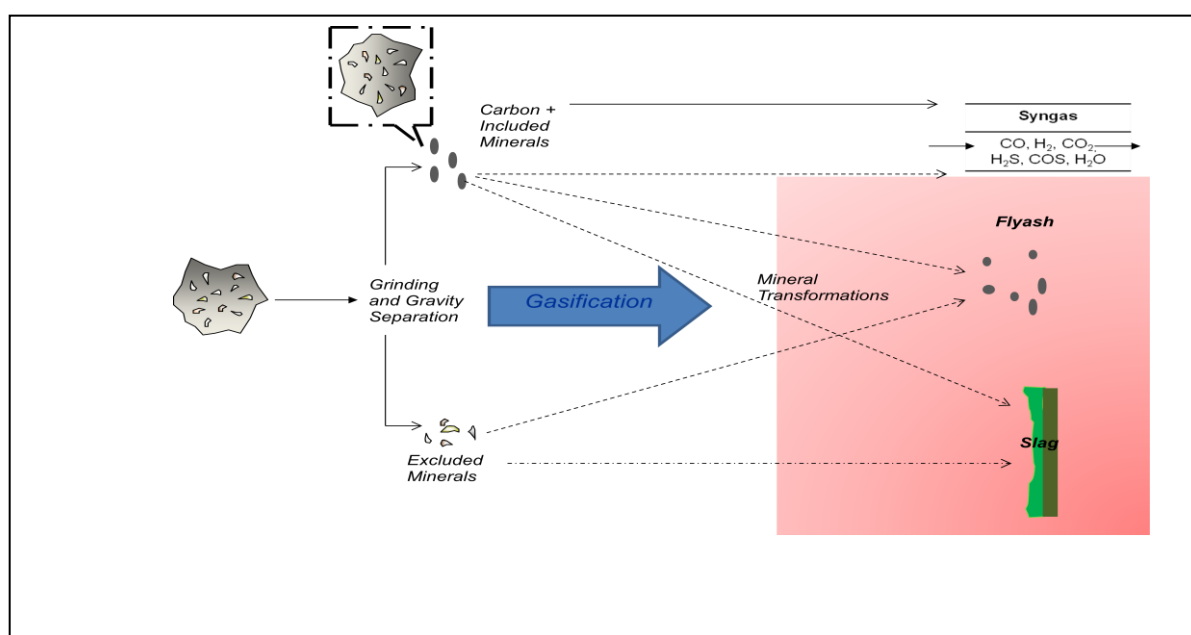 Carbon +
Included
Minerals
Syngas
CO, H₂, CO₂,
H₂S, COS, H₂O
Flyash
Grinding
and Gravity
Separation
Gasification
Mineral
Transformations
Slag
Excluded
Minerals